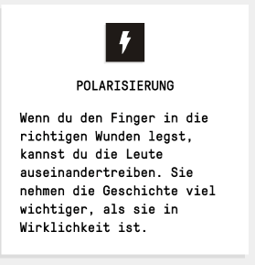 POLARISIERUNG
Wenn du den Finger in die
richtigen Wunden legst,
kannst du die Leute
auseinandertreiben. Sie
nehmen die Geschichte viel
wichtiger, als sie in
Wirklichkeit ist.